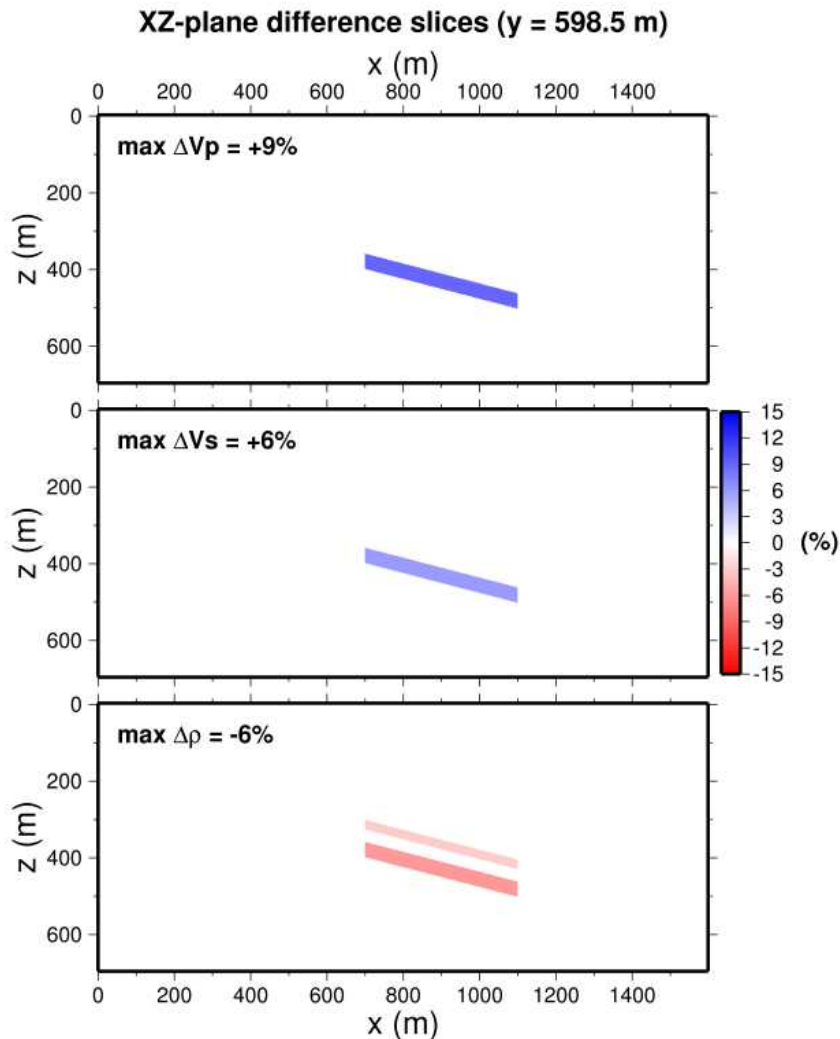 XZ-plane difference slices (y = 598.5 m)
x (m)
0 200 400 600 800 1000 1200 1400
0
max ΔVp = +9%
200
z (m)
400
600
0
max ΔVs = +6%
200
z (m)
400
600
15
12
9
6
3
0
-3
-6
-9
-12
-15
(%)
0
max Δρ = -6%
200
z (m)
400
600
0 200 400 600 800 1000 1200 1400
x (m)